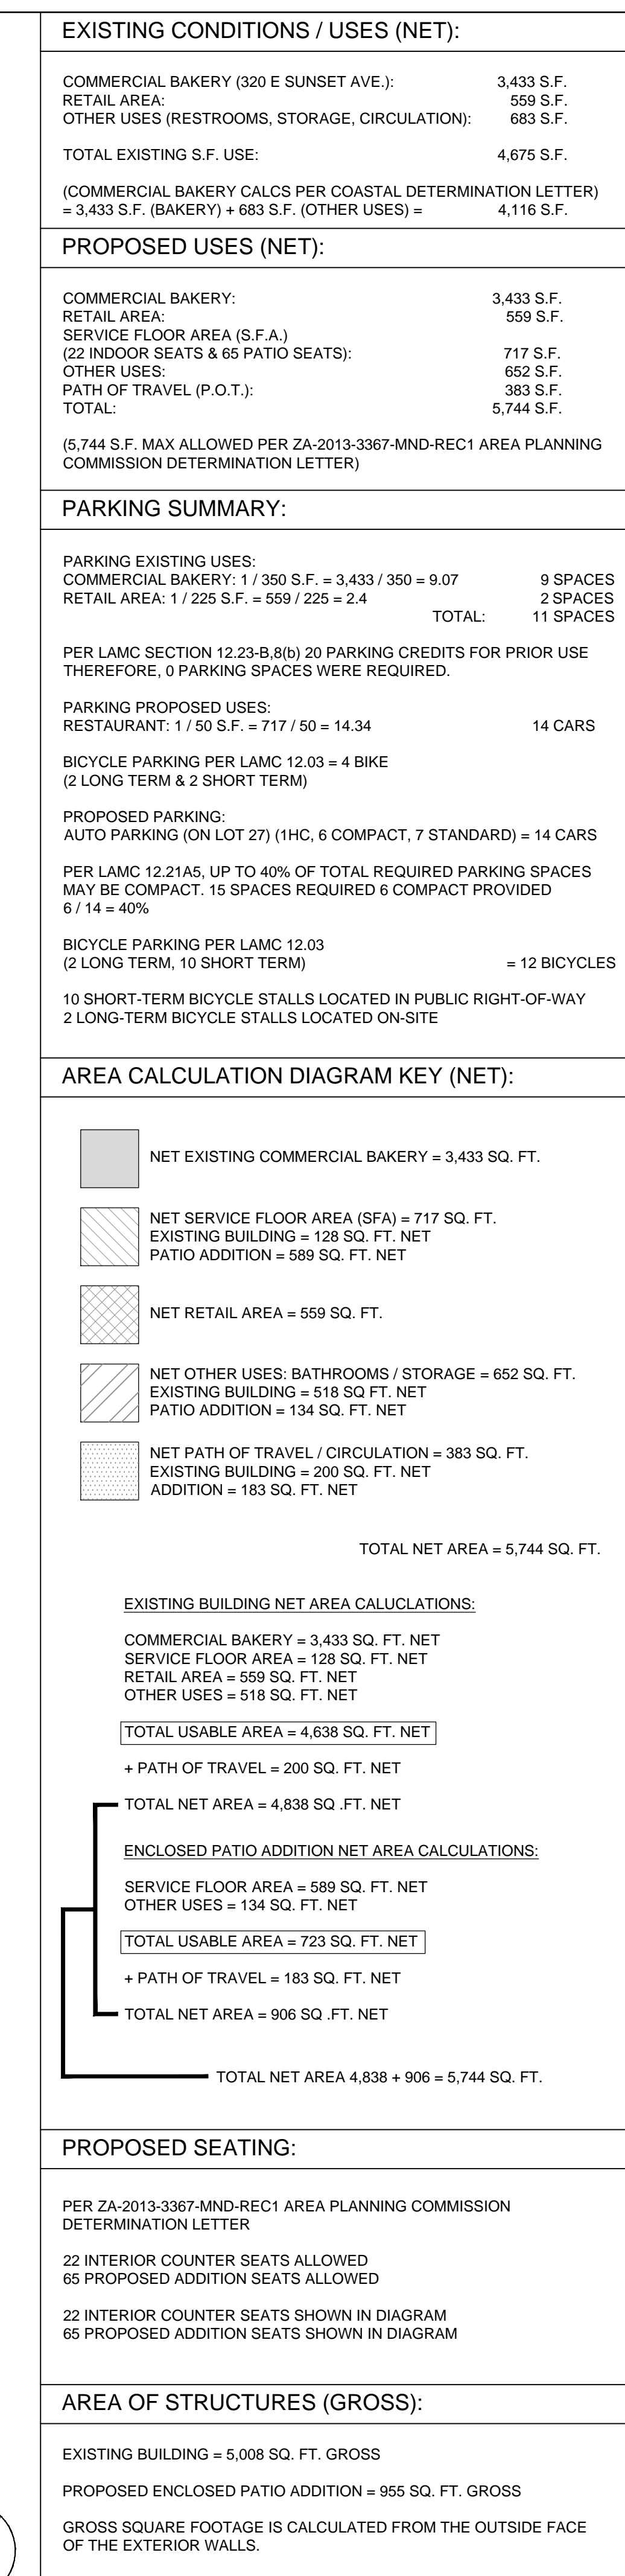 EXISTING CONDITIONS / USES (NET):
COMMERCIAL BAKERY (320 E SUNSET AVE.): 3,433 S.F.
RETAIL AREA: 559 S.F.
OTHER USES (RESTROOMS, STORAGE, CIRCULATION): 683 S.F.
TOTAL EXISTING S.F. USE: 4,675 S.F.
(COMMERCIAL BAKERY CALCS PER COASTAL DETERMINATION LETTER)
= 3,433 S.F. (BAKERY) + 683 S.F. (OTHER USES) = 4,116 S.F.
PROPOSED USES (NET):
COMMERCIAL BAKERY: 3,433 S.F.
RETAIL AREA: 559 S.F.
SERVICE FLOOR AREA (S.F.A.)
(22 INDOOR SEATS & 65 PATIO SEATS): 717 S.F.
OTHER USES: 652 S.F.
PATH OF TRAVEL (P.O.T.): 383 S.F.
TOTAL: 5,744 S.F.
(5,744 S.F. MAX ALLOWED PER ZA-2013-3367-MND-REC1 AREA PLANNING
COMMISSION DETERMINATION LETTER)
PARKING SUMMARY:
PARKING EXISTING USES:
COMMERCIAL BAKERY: 1 / 350 S.F. = 3,433 / 350 = 9.07 9 SPACES
RETAIL AREA: 1 / 225 S.F. = 559 / 225 = 2.4 2 SPACES
TOTAL: 11 SPACES
PER LAMC SECTION 12.23-B,8(b) 20 PARKING CREDITS FOR PRIOR USE
THEREFORE, 0 PARKING SPACES WERE REQUIRED.
PARKING PROPOSED USES:
RESTAURANT: 1 / 50 S.F. = 717 / 50 = 14.34 14 CARS
BICYCLE PARKING PER LAMC 12.03 = 4 BIKE
(2 LONG TERM & 2 SHORT TERM)
PROPOSED PARKING:
AUTO PARKING (ON LOT 27) (1HC, 6 COMPACT, 7 STANDARD) = 14 CARS
PER LAMC 12.21A5, UP TO 40% OF TOTAL REQUIRED PARKING SPACES
MAY BE COMPACT. 15 SPACES REQUIRED 6 COMPACT PROVIDED
6 / 14 = 40%
BICYCLE PARKING PER LAMC 12.03
(2 LONG TERM, 10 SHORT TERM) = 12 BICYCLES
10 SHORT-TERM BICYCLE STALLS LOCATED IN PUBLIC RIGHT-OF-WAY
2 LONG-TERM BICYCLE STALLS LOCATED ON-SITE
AREA CALCULATION DIAGRAM KEY (NET):
NET EXISTING COMMERCIAL BAKERY = 3,433 SQ. FT.
NET SERVICE FLOOR AREA (SFA) = 717 SQ. FT.
EXISTING BUILDING = 128 SQ. FT. NET
PATIO ADDITION = 589 SQ. FT. NET
NET RETAIL AREA = 559 SQ. FT.
NET OTHER USES: BATHROOMS / STORAGE = 652 SQ. FT.
EXISTING BUILDING = 518 SQ FT. NET
PATIO ADDITION = 134 SQ. FT. NET
NET PATH OF TRAVEL / CIRCULATION = 383 SQ. FT.
EXISTING BUILDING = 200 SQ. FT. NET
ADDITION = 183 SQ. FT. NET
TOTAL NET AREA = 5,744 SQ. FT.
EXISTING BUILDING NET AREA CALUCLATIONS:
COMMERCIAL BAKERY = 3,433 SQ. FT. NET
SERVICE FLOOR AREA = 128 SQ. FT. NET
RETAIL AREA = 559 SQ. FT. NET
OTHER USES = 518 SQ. FT. NET
TOTAL USABLE AREA = 4,638 SQ. FT. NET
+ PATH OF TRAVEL = 200 SQ. FT. NET
TOTAL NET AREA = 4,838 SQ .FT. NET
ENCLOSED PATIO ADDITION NET AREA CALCULATIONS:
SERVICE FLOOR AREA = 589 SQ. FT. NET
OTHER USES = 134 SQ. FT. NET
TOTAL USABLE AREA = 723 SQ. FT. NET
+ PATH OF TRAVEL = 183 SQ. FT. NET
TOTAL NET AREA = 906 SQ .FT. NET
TOTAL NET AREA 4,838 + 906 = 5,744 SQ. FT.
PROPOSED SEATING:
PER ZA-2013-3367-MND-REC1 AREA PLANNING COMMISSION
DETERMINATION LETTER
22 INTERIOR COUNTER SEATS ALLOWED
65 PROPOSED ADDITION SEATS ALLOWED
22 INTERIOR COUNTER SEATS SHOWN IN DIAGRAM
65 PROPOSED ADDITION SEATS SHOWN IN DIAGRAM
AREA OF STRUCTURES (GROSS):
EXISTING BUILDING = 5,008 SQ. FT. GROSS
PROPOSED ENCLOSED PATIO ADDITION = 955 SQ. FT. GROSS
GROSS SQUARE FOOTAGE IS CALCULATED FROM THE OUTSIDE FACE
OF THE EXTERIOR WALLS.